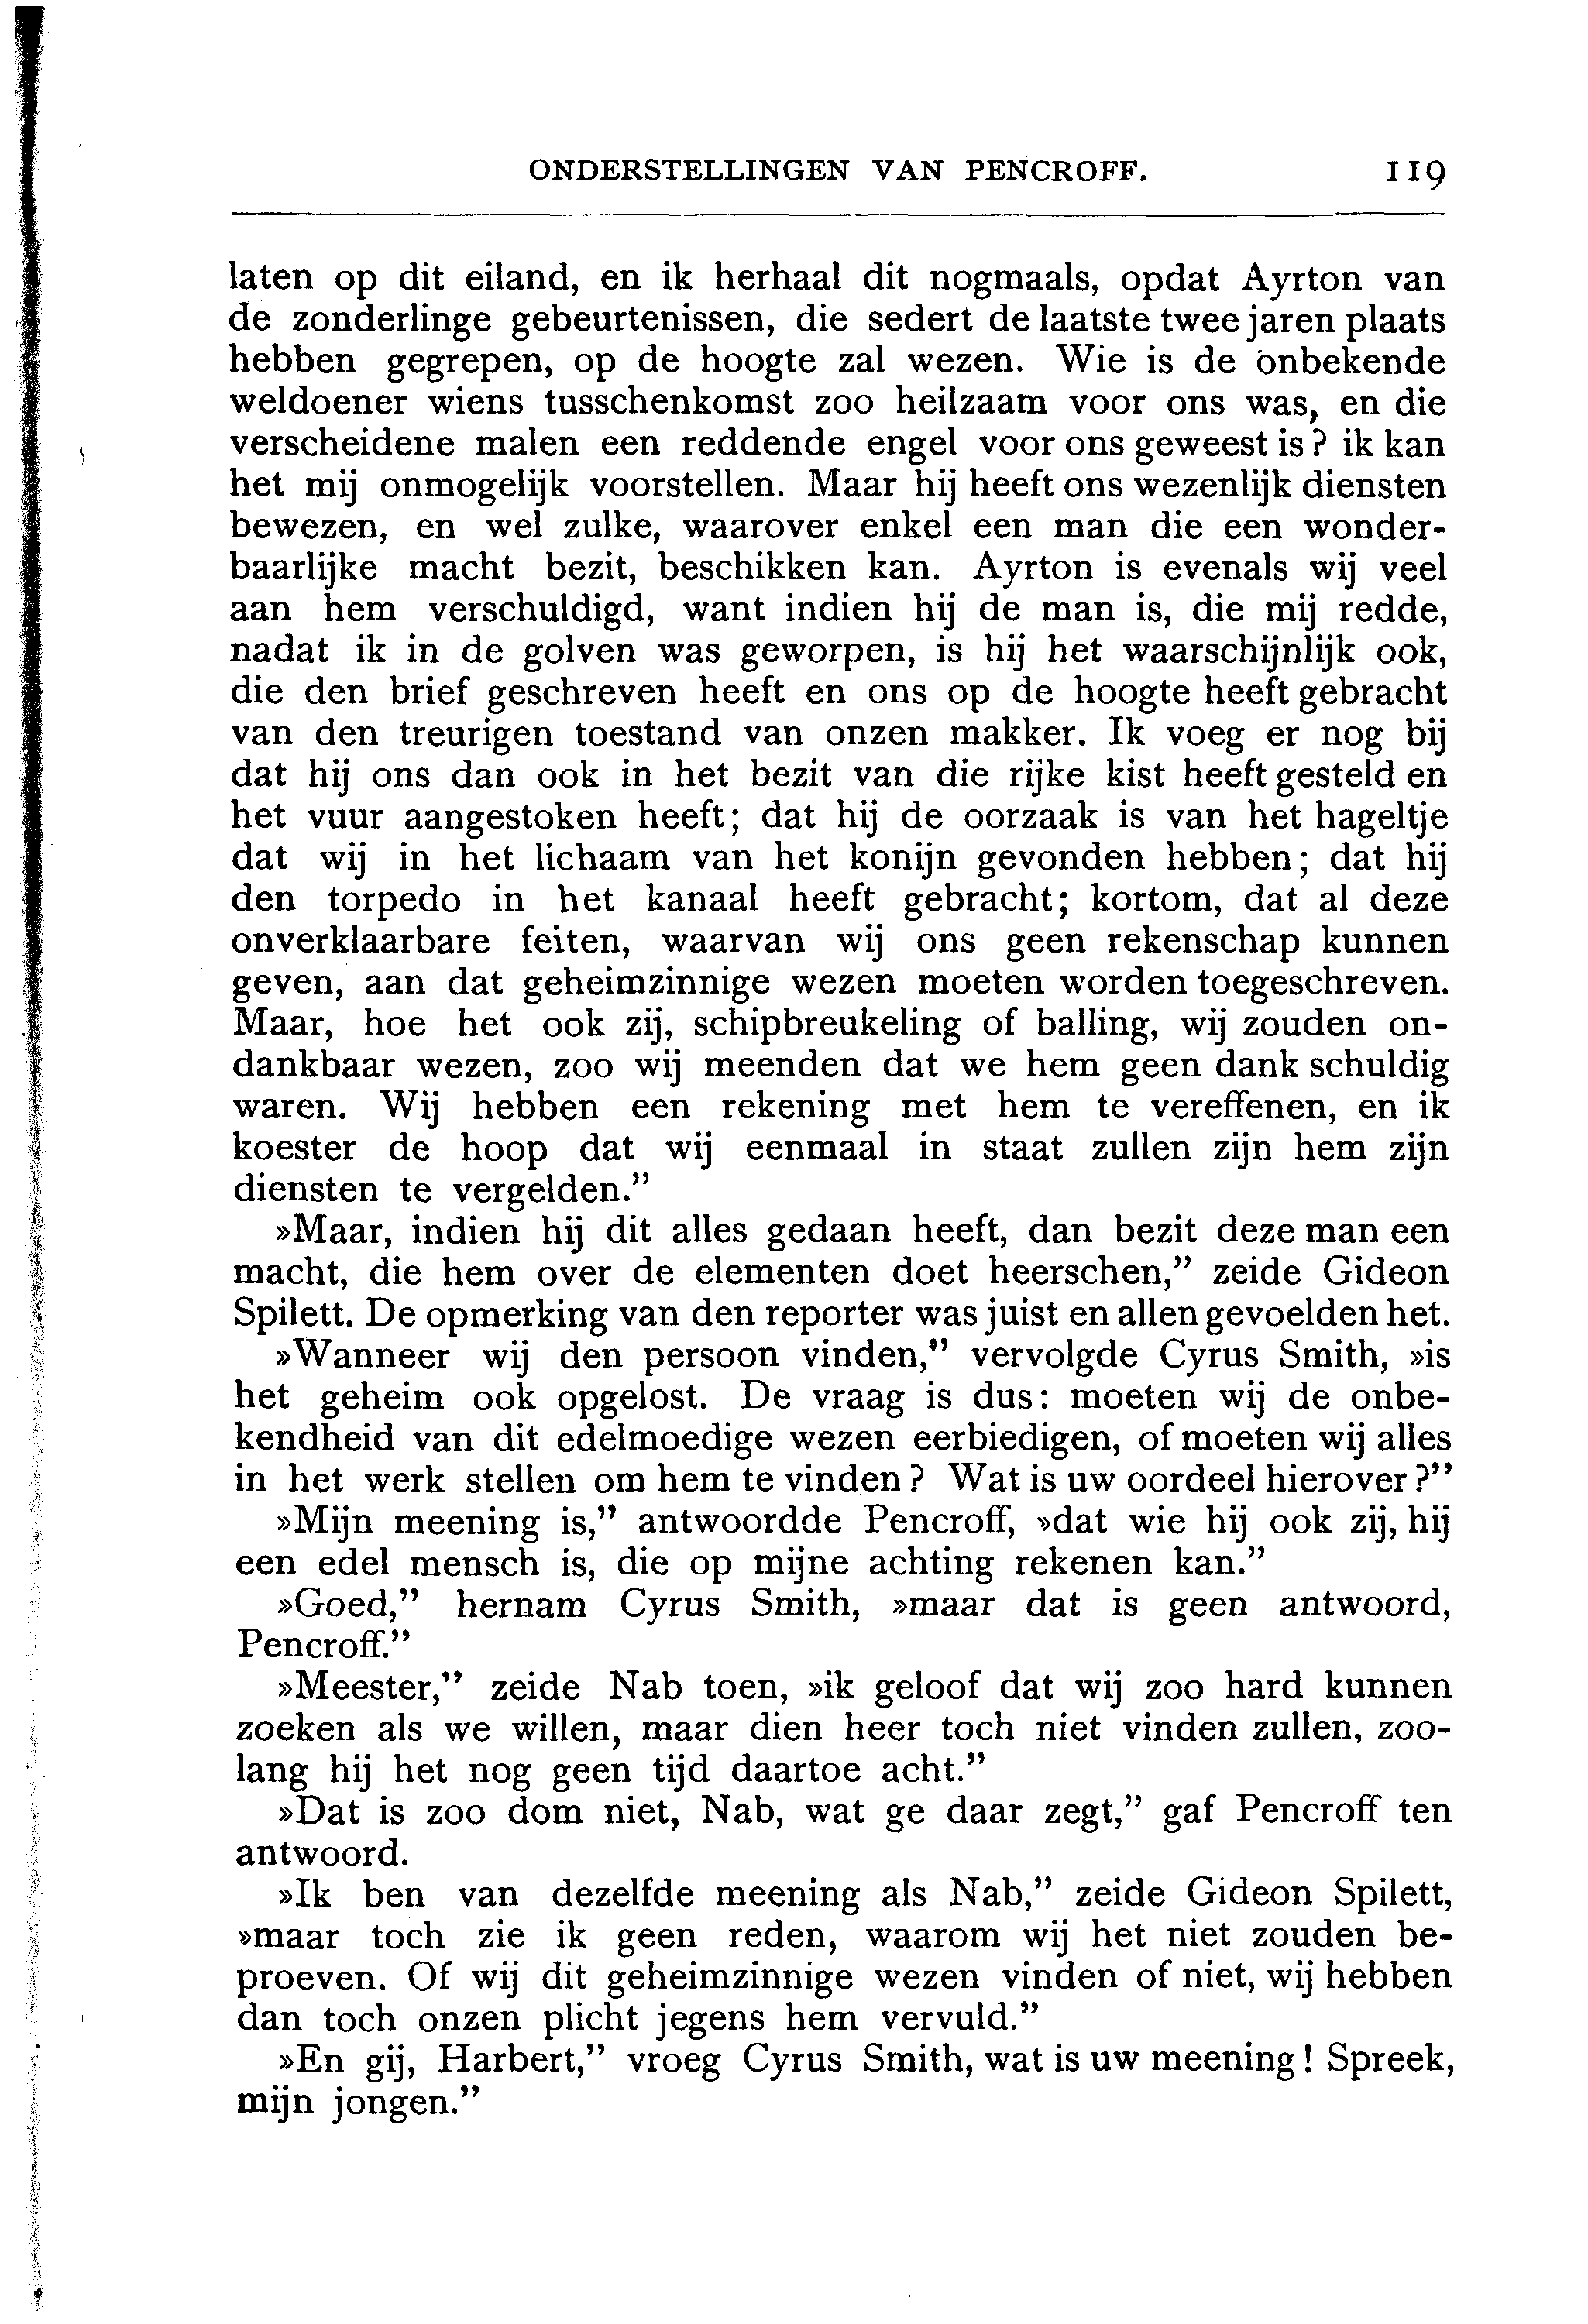 ONDERSTELLINGEN VAN PENCROFF. 119
laten op dit eiland, en ik herhaal dit nogmaals, opdat Ayrton van
de zonderlinge gebeurtenissen, die sedert de laatste twee jaren plaats
hebben gegrepen, op de hoogte zal wezen. Wie is de onbekende
weldoener wiens tusschenkomst zoo heilzaam voor ons was, en die
verscheidene malen een reddende engel voor ons geweest is? ik kan
het mij onmogelijk voorstellen. Maar hij heeft ons wezenlijk diensten
bewezen, en wel zulke, waarover enkel een man die een wonder-
baarlijke macht bezit, beschikken kan. Ayrton is evenals wij veel
aan hem verschuldigd, want indien hij de man is, die mij redde,
nadat ik in de golven was geworpen, is hij het waarschijnlijk ook,
die den brief geschreven heeft en ons op de hoogte heeft gebracht
van den treurigen toestand van onzen makker. Ik voeg er nog bij
dat hij ons dan ook in het bezit van die rijke kist heeft gesteld en
het vuur aangestoken heeft; dat hij de oorzaak is van het hageltje
dat wij in het lichaam van het konijn gevonden hebben; dat hij
den torpedo in het kanaal heeft gebracht; kortom, dat al deze
onverklaarbare feiten, waarvan wij ons geen rekenschap kunnen
geven, aan dat geheimzinnige wezen moeten worden toegeschreven.
Maar, hoe het ook zij, schipbreukeling of balling, wij zouden on-
dankbaar wezen, zoo wij meenden dat we hem geen dank schuldig
waren. Wij hebben een rekening met hem te vereffenen, en ik
koester de hoop dat wij eenmaal in staat zullen zijn hem zijn
diensten te vergelden.”
»Maar, indien hij dit alles gedaan heeft, dan bezit deze man een
macht, die hem over de elementen doet heerschen,” zeide Gideon
Spilett. De opmerking van den reporter was juist en allen gevoelden het.
»Wanneer wij den persoon vinden,” vervolgde Cyrus Smith, »is
het geheim ook opgelost. De vraag is dus: moeten wij de onbe-
kendheid van dit edelmoedige wezen eerbiedigen, of moeten wij alles
in het werk stellen om hem te vinden? Wat is uw oordeel hierover?”
»Mijn meening is,” antwoordde Pencroff, »dat wie hij ook zij, hij
een edel mensch is, die op mijne achting rekenen kan.”
»Goed,” hernam Cyrus Smith, »maar dat is geen antwoord,
Pencroff.”
»Meester,” zeide Nab toen, »ik geloof dat wij zoo hard kunnen
zoeken als we willen, maar dien heer toch niet vinden zullen, zoo-
lang hij het nog geen tijd daartoe acht.”
»Dat is zoo dom niet, Nab, wat ge daar zegt,” gaf Pencroff ten
antwoord.
»Ik ben van dezelfde meening als Nab,” zeide Gideon Spilett,
»maar toch zie ik geen reden, waarom wij het niet zouden be-
proeven. Of wij dit geheimzinnige wezen vinden of niet, wij hebben
dan toch onzen plicht jegens hem vervuld.”
»En gij, Harbert,” vroeg Cyrus Smith, wat is uw meening! Spreek,
mijn jongen.”